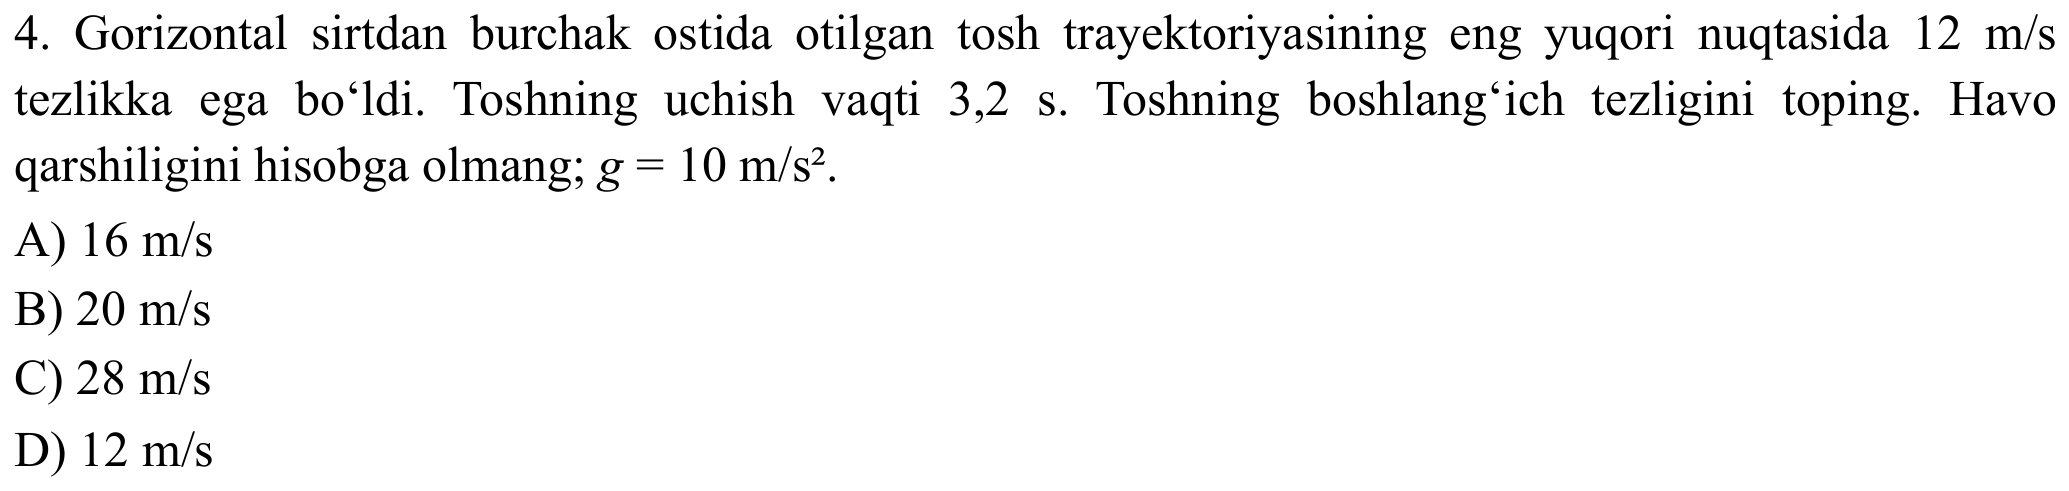 4. Gorizontal sirtdan burchak ostida otilgan tosh trayektoriyasining eng yuqori nuqtasida 12 m/s
tezlikka ega bo‘ldi. Toshning uchish vaqti 3,2 s. Toshning boshlang‘ich tezligini toping. Havo
qarshiligini hisobga olmang; g = 10 m/s².
A) 16 m/s
B) 20 m/s
C) 28 m/s
D) 12 m/s